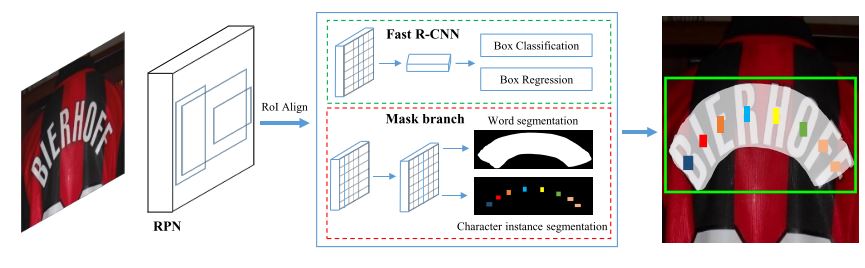 BIERHOFF
RPN
RoI Align
Fast R-CNN
Box Classification
Box Regression
Mask branch
Word segmentation
Character instance segmentation
BIERHOFF